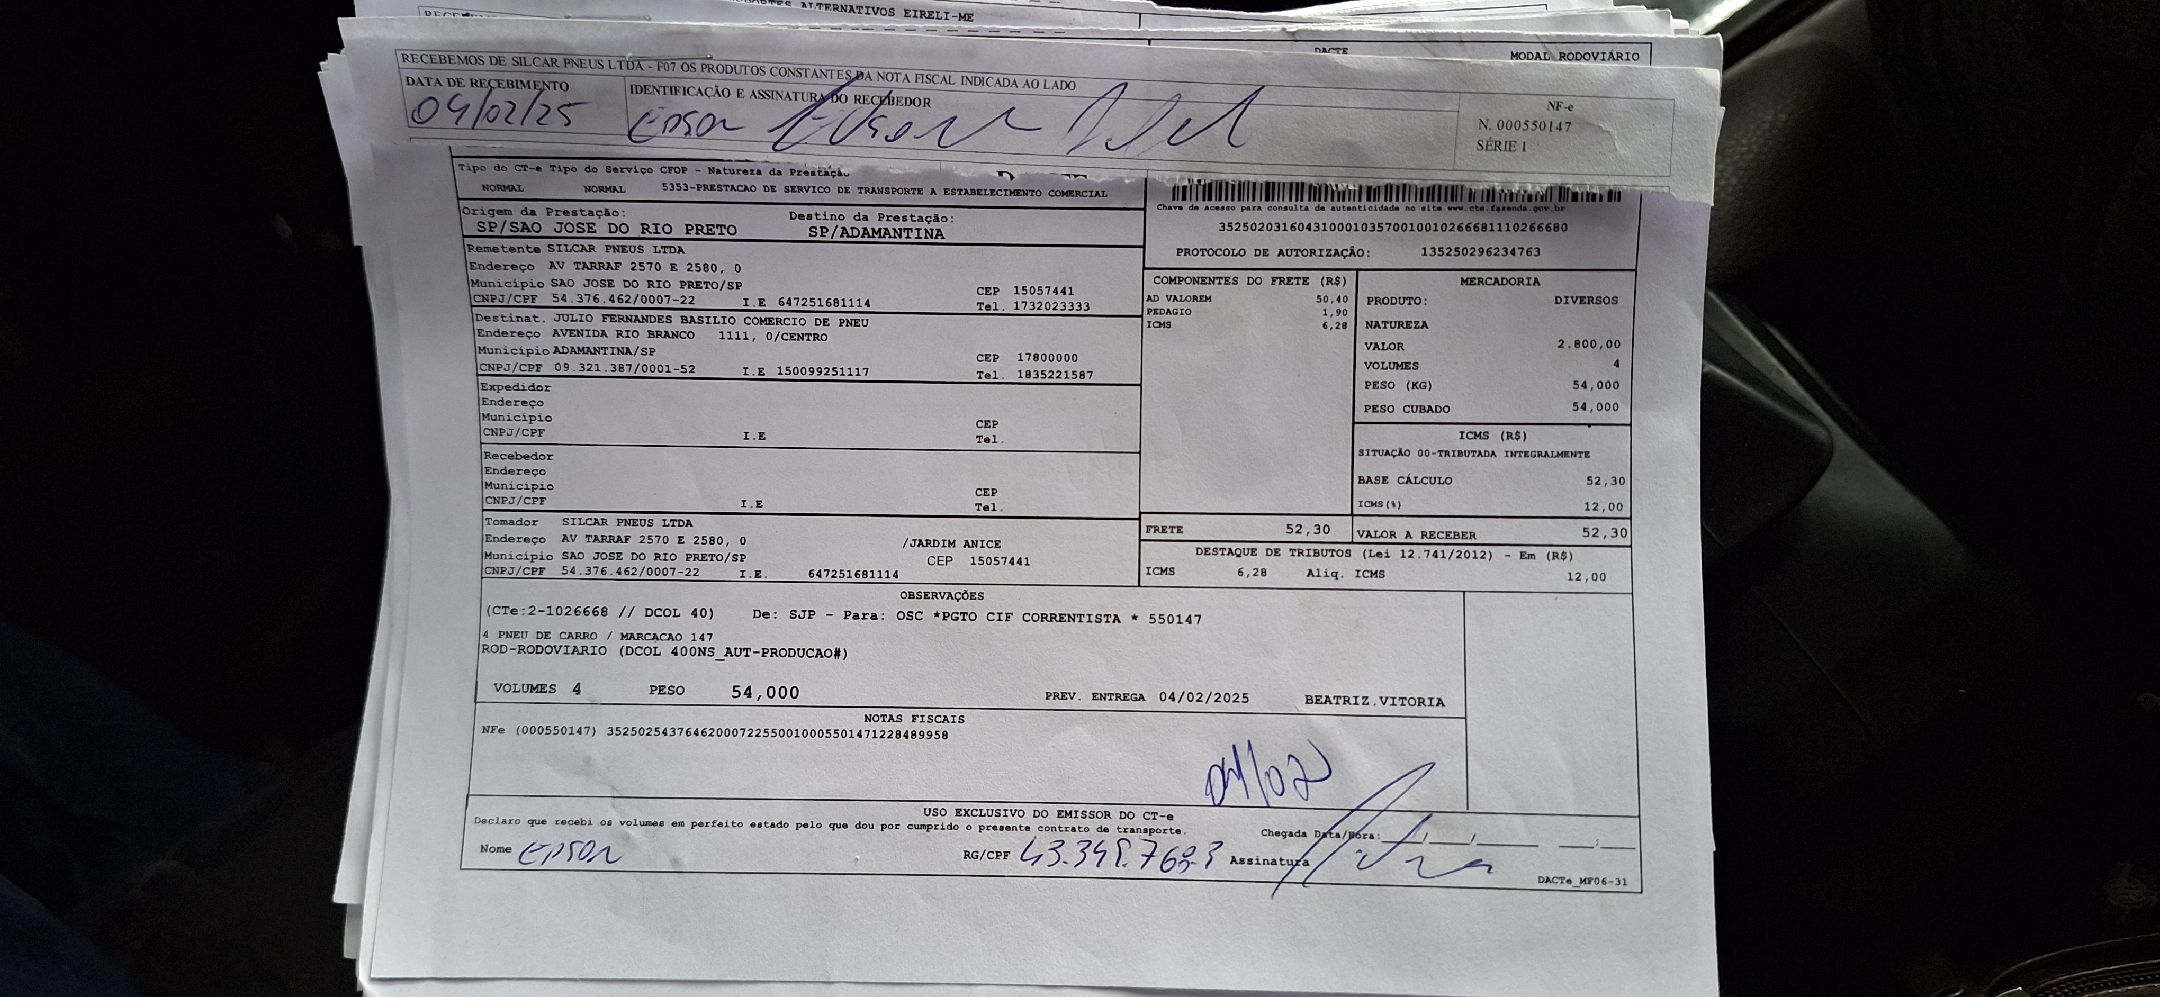 ALTERNATIVOS EIRELI-ME
DACTE
MODAL RODOVIÁRIO
RECEBEMOS DE SILCAR PNEUS LTDA - F07 OS PRODUTOS CONSTANTES DA NOTA FISCAL INDICADA AO LADO
DATA DE RECEBIMENTO
IDENTIFICAÇÃO E ASSINATURA DO RECEBEDOR
04/02/25
EDSON
NF-e
N. 000550147
SÉRIE 1
Tipo do CT-e Tipo do Serviço CFOP - Natureza da Prestação
NORMAL NORMAL 5353-PRESTACAO DE SERVICO DE TRANSPORTE A ESTABELECIMENTO COMERCIAL
Origem da Prestação: Destino da Prestação:
SP/SAO JOSE DO RIO PRETO SP/ADAMANTINA
Chave de acesso para consulta de autenticidade no site www.cte.fazenda.gov.br
35250203160431000103570010010266681110266680
PROTOCOLO DE AUTORIZAÇÃO: 135250296234763
Remetente SILCAR PNEUS LTDA
Endereço AV TARRAF 2570 E 2580, 0
Município SAO JOSE DO RIO PRETO/SP CEP 15057441
CNPJ/CPF 54.376.462/0007-22 I.E 647251681114 Tel. 1732023333
Destinat. JULIO FERNANDES BASILIO COMERCIO DE PNEU
Endereço AVENIDA RIO BRANCO 1111, 0/CENTRO
Município ADAMANTINA/SP CEP 17800000
CNPJ/CPF 09.321.387/0001-52 I.E 150099251117 Tel. 1835221587
Expedidor
Endereço
Município CEP
CNPJ/CPF I.E Tel.
Recebedor
Endereço
Município CEP
CNPJ/CPF I.E Tel.
Tomador SILCAR PNEUS LTDA
Endereço AV TARRAF 2570 E 2580, 0 /JARDIM ANICE
Município SAO JOSE DO RIO PRETO/SP CEP 15057441
CNPJ/CPF 54.376.462/0007-22 I.E. 647251681114
COMPONENTES DO FRETE (R$)
AD VALOREM 50,40
PEDAGIO 1,90
ICMS 6,28
MERCADORIA
PRODUTO: DIVERSOS
NATUREZA
VALOR 2.800,00
VOLUMES 4
PESO (KG) 54,000
PESO CUBADO 54,000
ICMS (R$)
SITUAÇÃO 00-TRIBUTADA INTEGRALMENTE
BASE CÁLCULO 52,30
ICMS(%) 12,00
FRETE 52,30 VALOR A RECEBER 52,30
DESTAQUE DE TRIBUTOS (Lei 12.741/2012) - Em (R$)
ICMS 6,28 Aliq. ICMS 12,00
OBSERVAÇÕES
(CTe:2-1026668 // DCOL 40) De: SJP - Para: OSC *PGTO CIF CORRENTISTA * 550147
4 PNEU DE CARRO / MARCACAO 147
ROD-RODOVIARIO (DCOL 400NS_AUT-PRODUCAO#)
VOLUMES 4 PESO 54,000 PREV. ENTREGA 04/02/2025 BEATRIZ.VITORIA
NOTAS FISCAIS
NFe (000550147) 35250254376462000722550010005501471228489958
USO EXCLUSIVO DO EMISSOR DO CT-e
Declaro que recebi os volumes em perfeito estado pelo que dou por cumprido o presente contrato de transporte.
Chegada Data/Hora: __/__/____ __:__
Nome EDSON RG/CPF Assinatura
DACTe_MF06-31